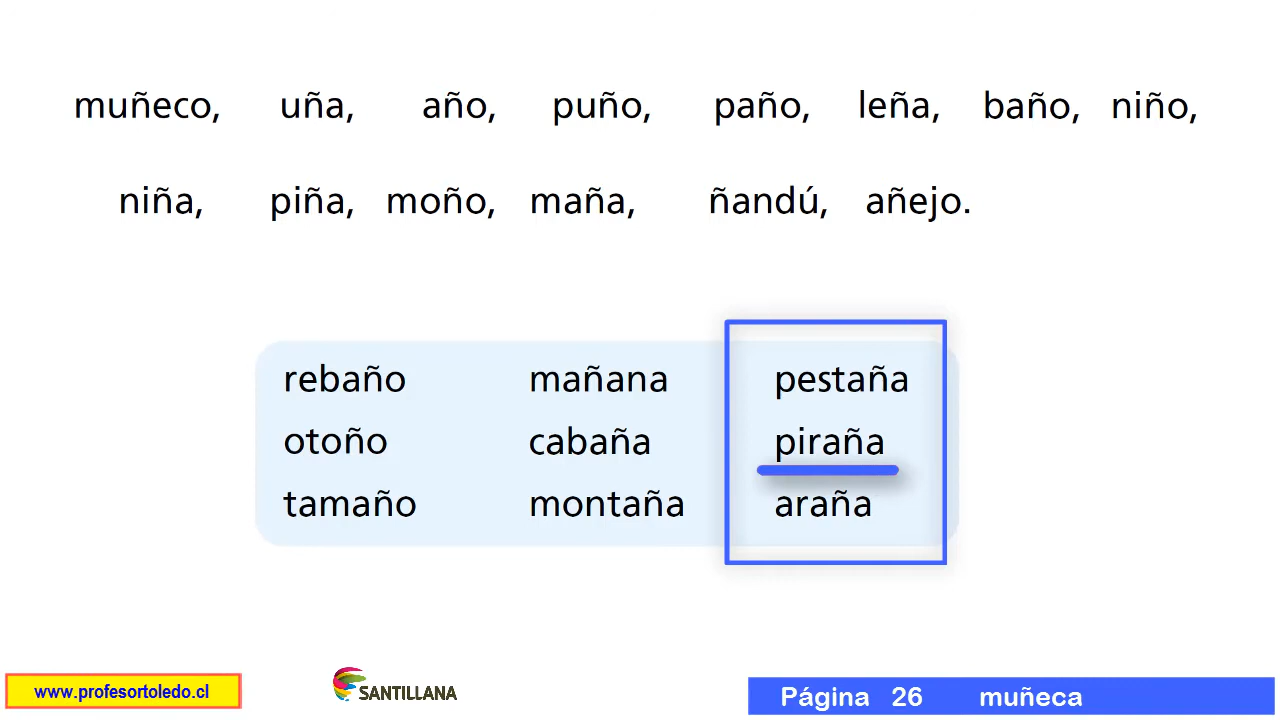 muñeco, uña, año, puño, paño, leña, baño, niño,
niña, piña, moño, maña, ñandú, añejo.
rebaño mañana pestaña
otoño cabaña piraña
tamaño montaña araña
www.profesortoledo.cl SANTILLANA Página 26 muñeca